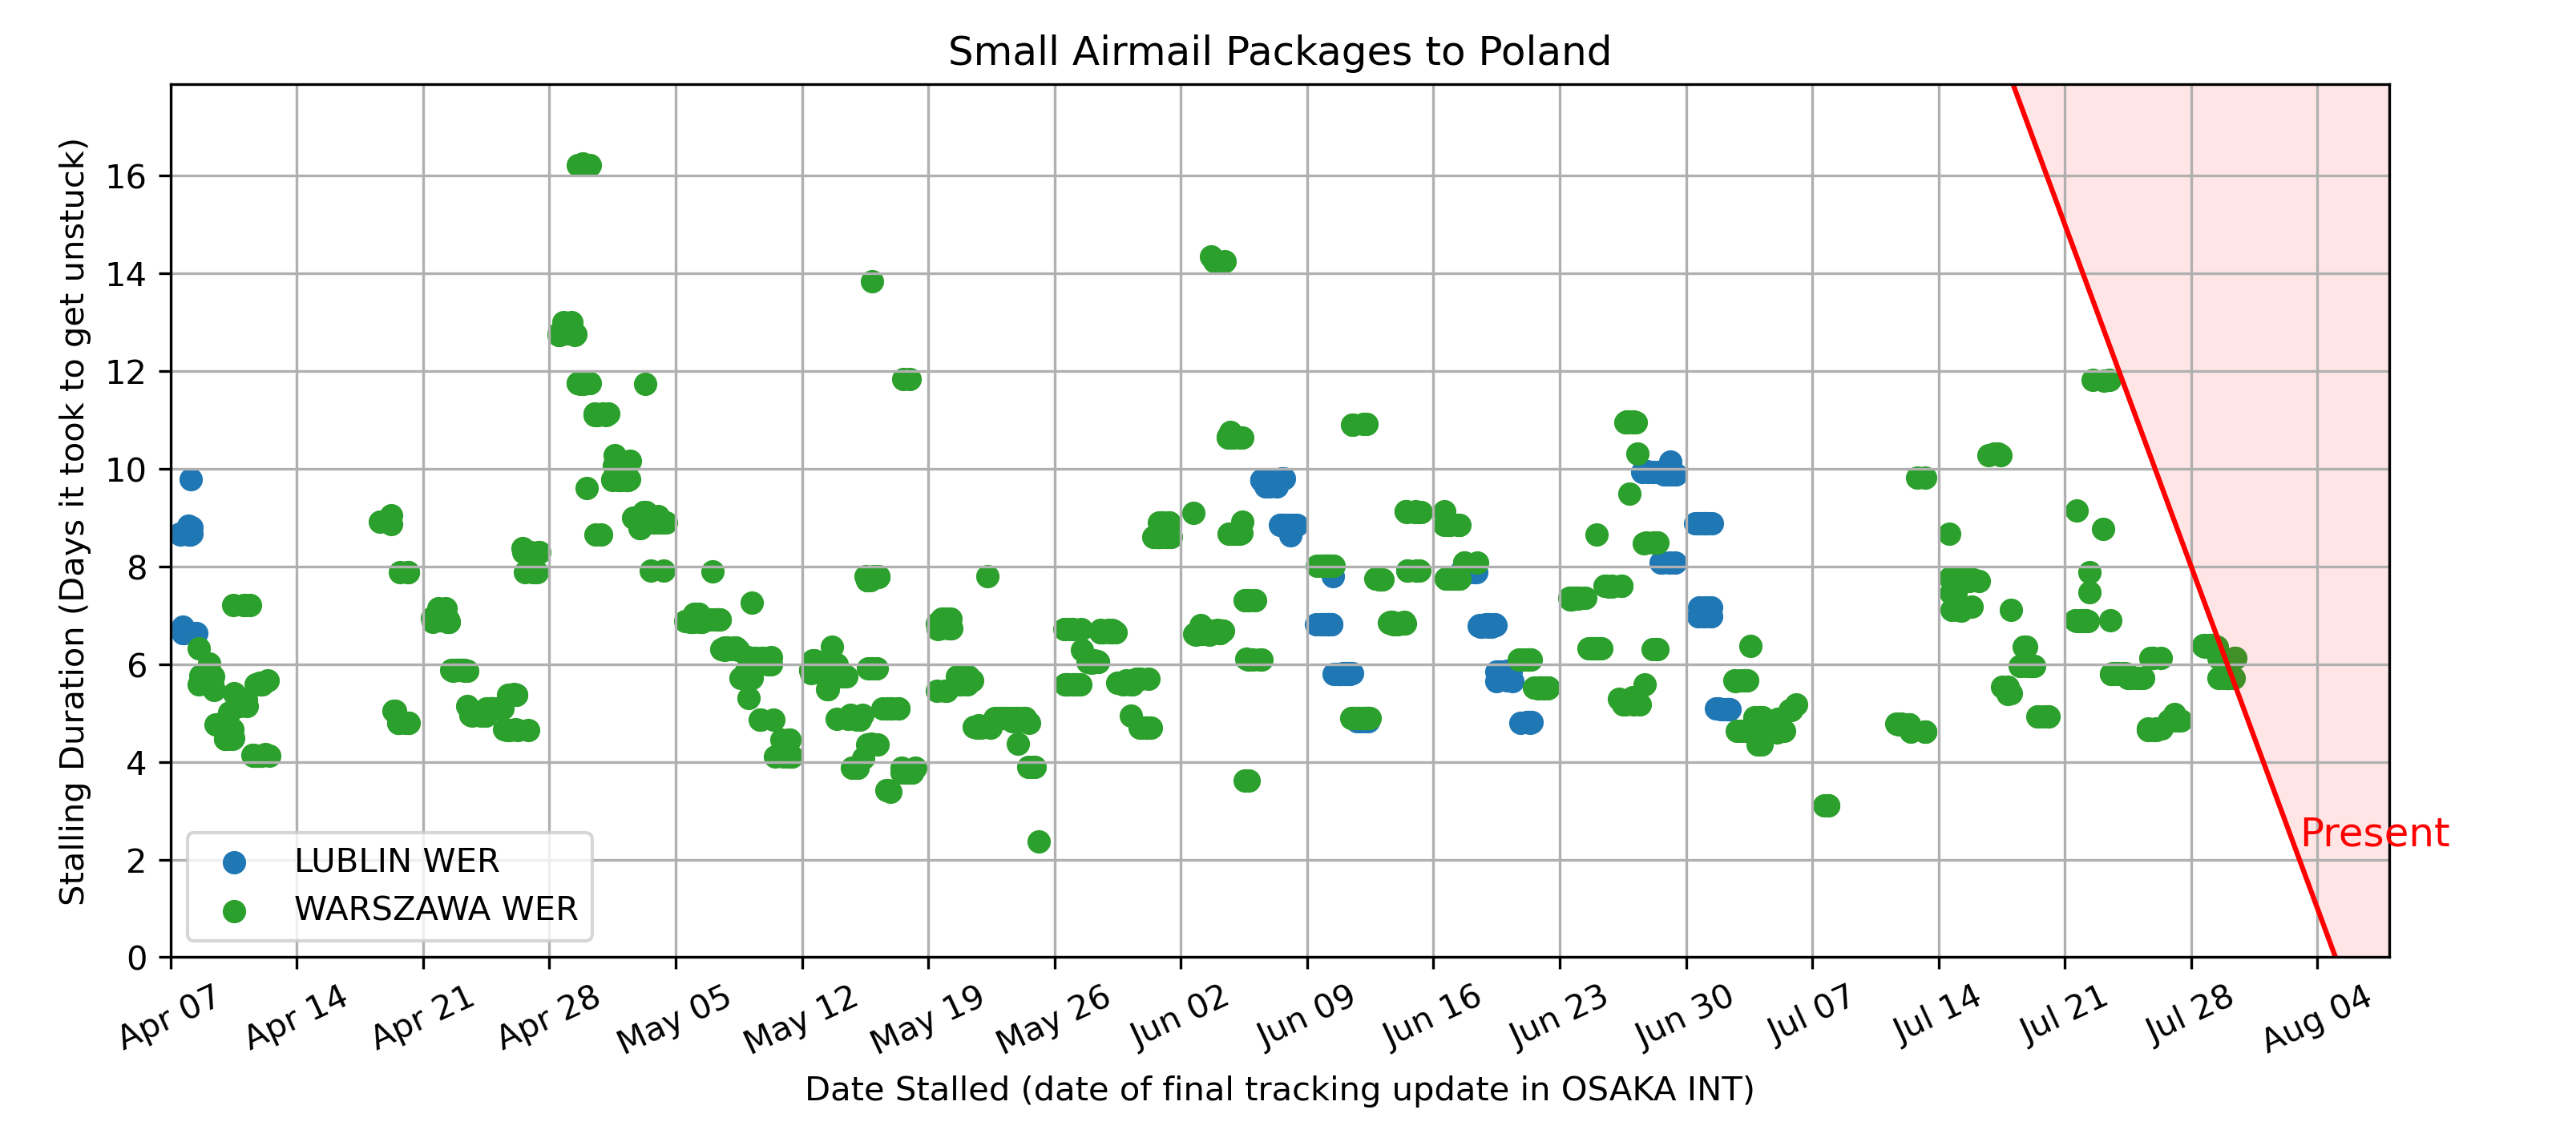 Small Airmail Packages to Poland
Stalling Duration (Days it took to get unstuck)
16
14
12
10
8
6
4
2
0
Present
LUBLIN WER
WARSZAWA WER
Apr 07
Apr 14
Apr 21
Apr 28
May 05
May 12
May 19
May 26
Jun 02
Jun 09
Jun 16
Jun 23
Jun 30
Jul 07
Jul 14
Jul 21
Jul 28
Aug 04
Date Stalled (date of final tracking update in OSAKA INT)